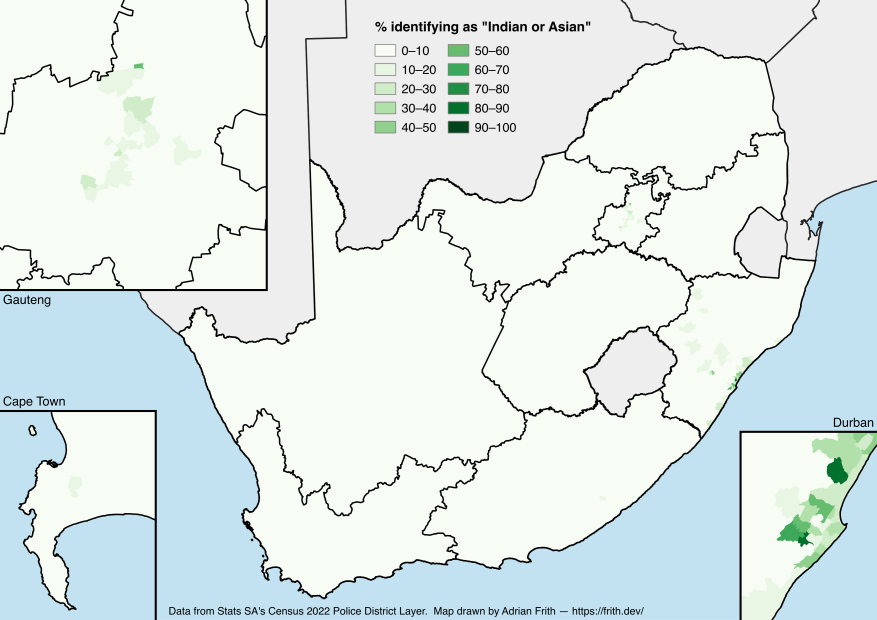 % identifying as "Indian or Asian"
0–10
10–20
20–30
30–40
40–50
50–60
60–70
70–80
80–90
90–100
Gauteng
Cape Town
Durban
Data from Stats SA's Census 2022 Police District Layer. Map drawn by Adrian Frith — https://frith.dev/